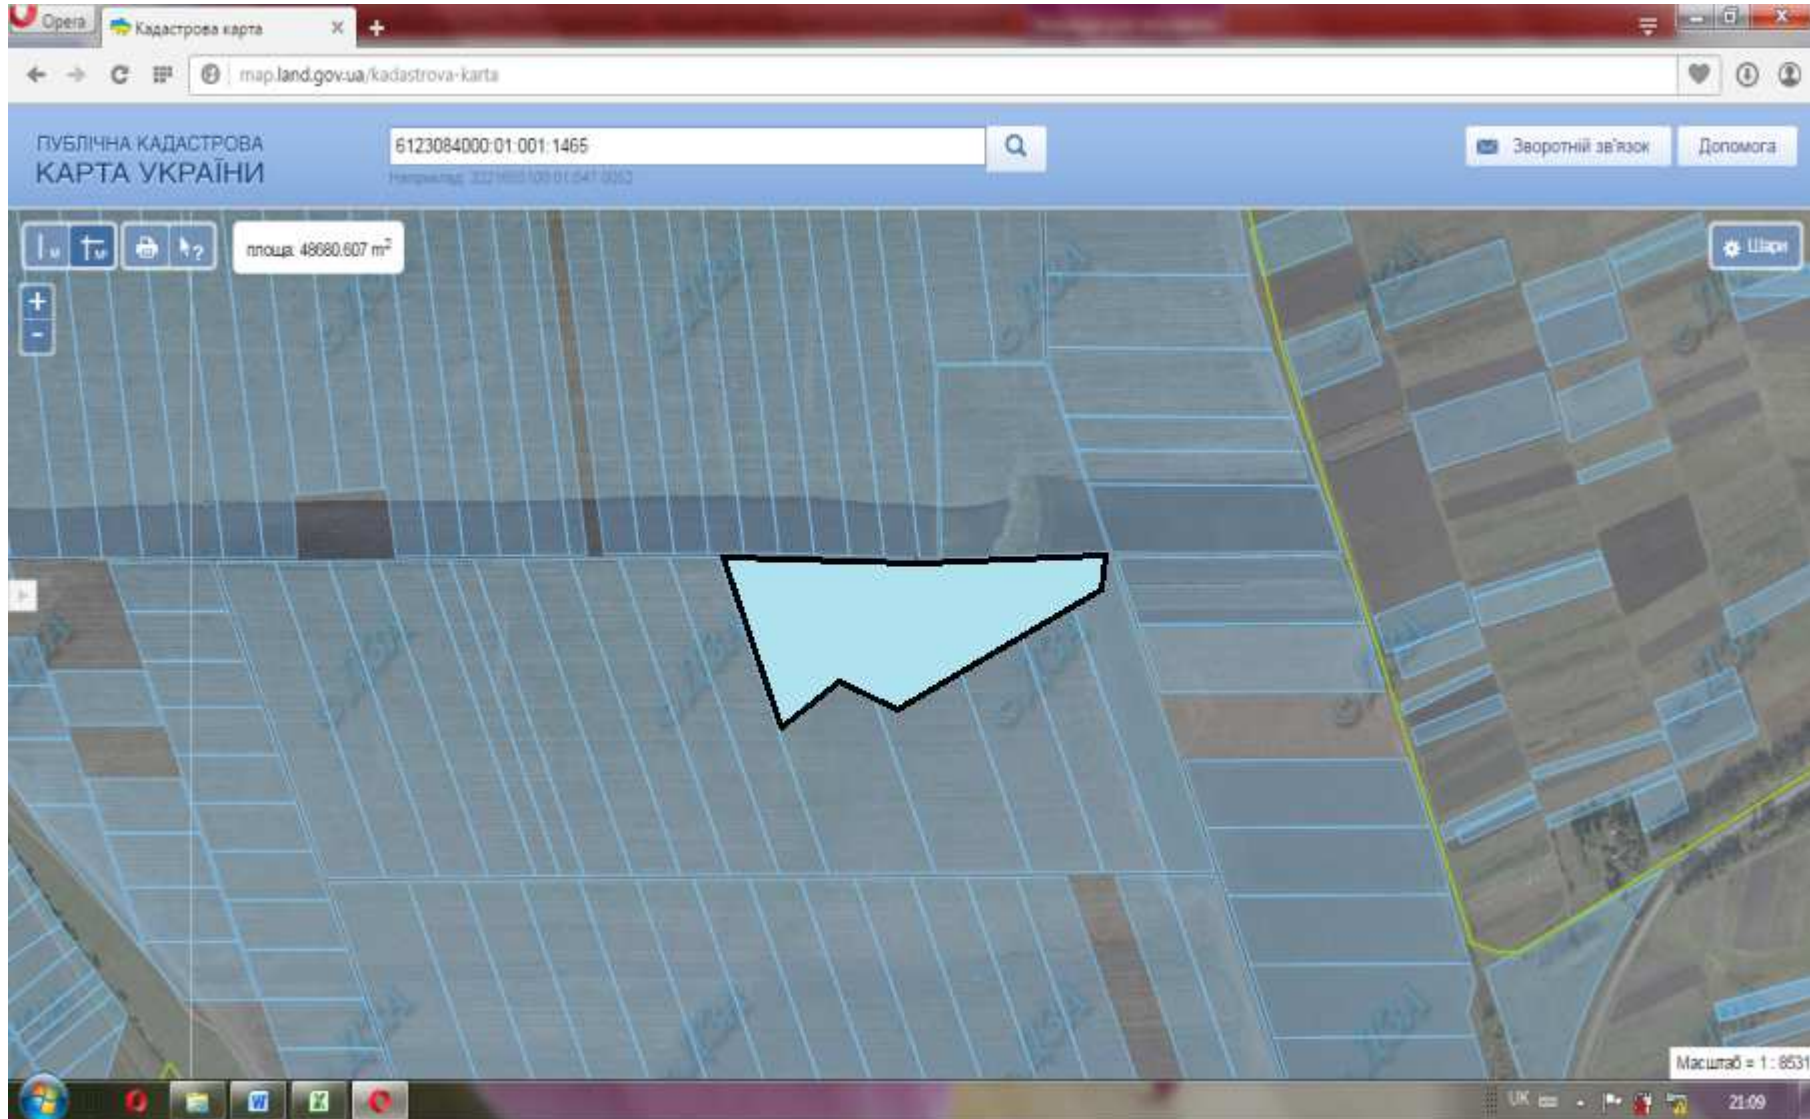 Opera
Кадастрова карта
map.land.gov.ua/kadastrova-karta
ПУБЛІЧНА КАДАСТРОВА
КАРТА УКРАЇНИ
6123084000:01:001:1465
Зворотній зв'язок
Допомога
площа: 48680.607 m²
Шари
Масштаб = 1 : 8531
UK
21:09